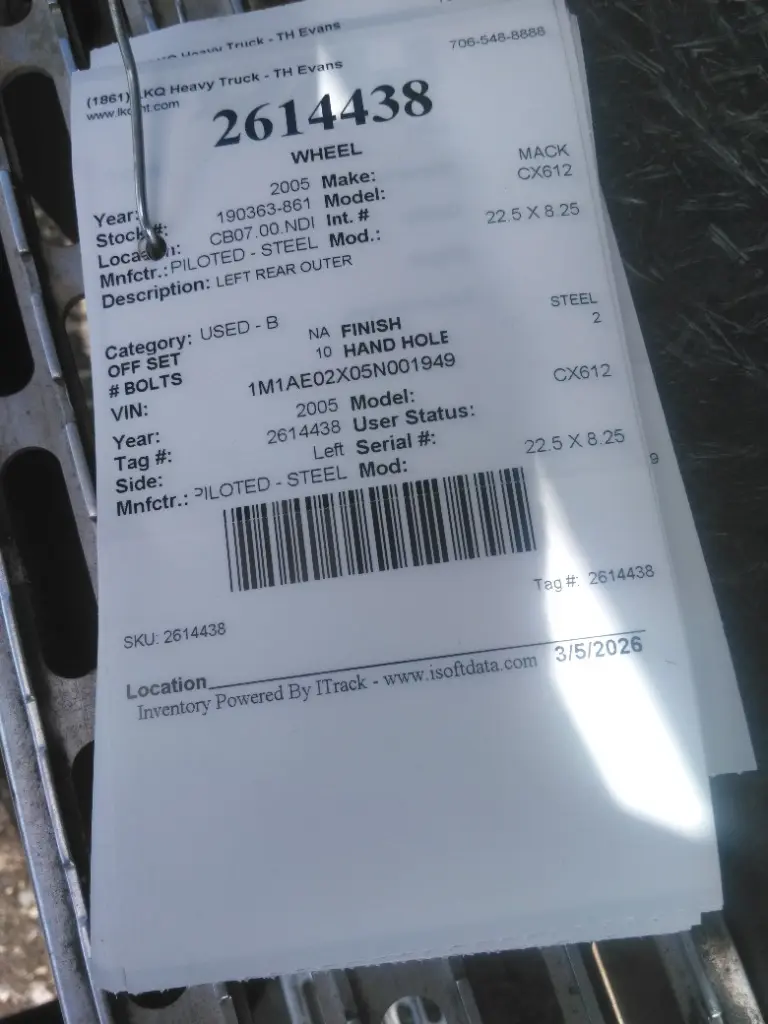 Heavy Truck - TH Evans
706-548-8888
(1861) LKQ Heavy Truck - TH Evans
2614438
WHEEL
Year: 2005 Make: MACK
Stock #: 190363-861 Model: CX612
CB07.00.NDI Int. #
Mnfctr.: PILOTED - STEEL Mod.: 22.5 X 8.25
Description: LEFT REAR OUTER
Category: USED - B
OFF SET NA FINISH STEEL
# BOLTS 10 HAND HOLE 2
VIN: 1M1AE02X05N001949
Year: 2005 Model: CX612
Tag #: 2614438 User Status:
Side: Left Serial #:
Mnfctr.: PILOTED - STEEL Mod: 22.5 X 8.25
9
SKU: 2614438
Tag #: 2614438
Location
Inventory Powered By ITrack - www.isoftdata.com 3/5/2026